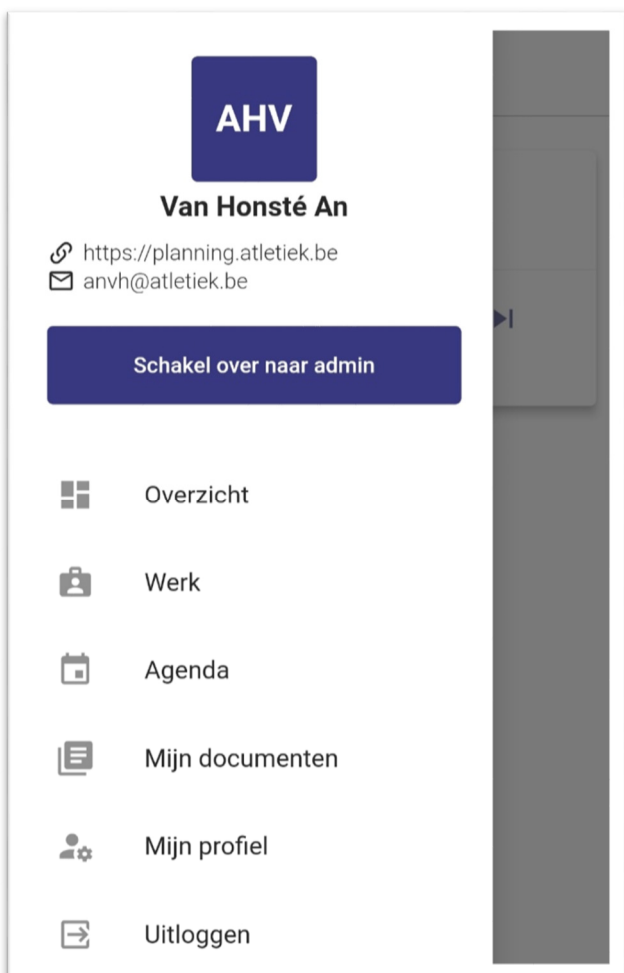 AHV
Van Honsté An
https://planning.atletiek.be
anvh@atletiek.be
Schakel over naar admin
Overzicht
Werk
Agenda
Mijn documenten
Mijn profiel
Uitloggen